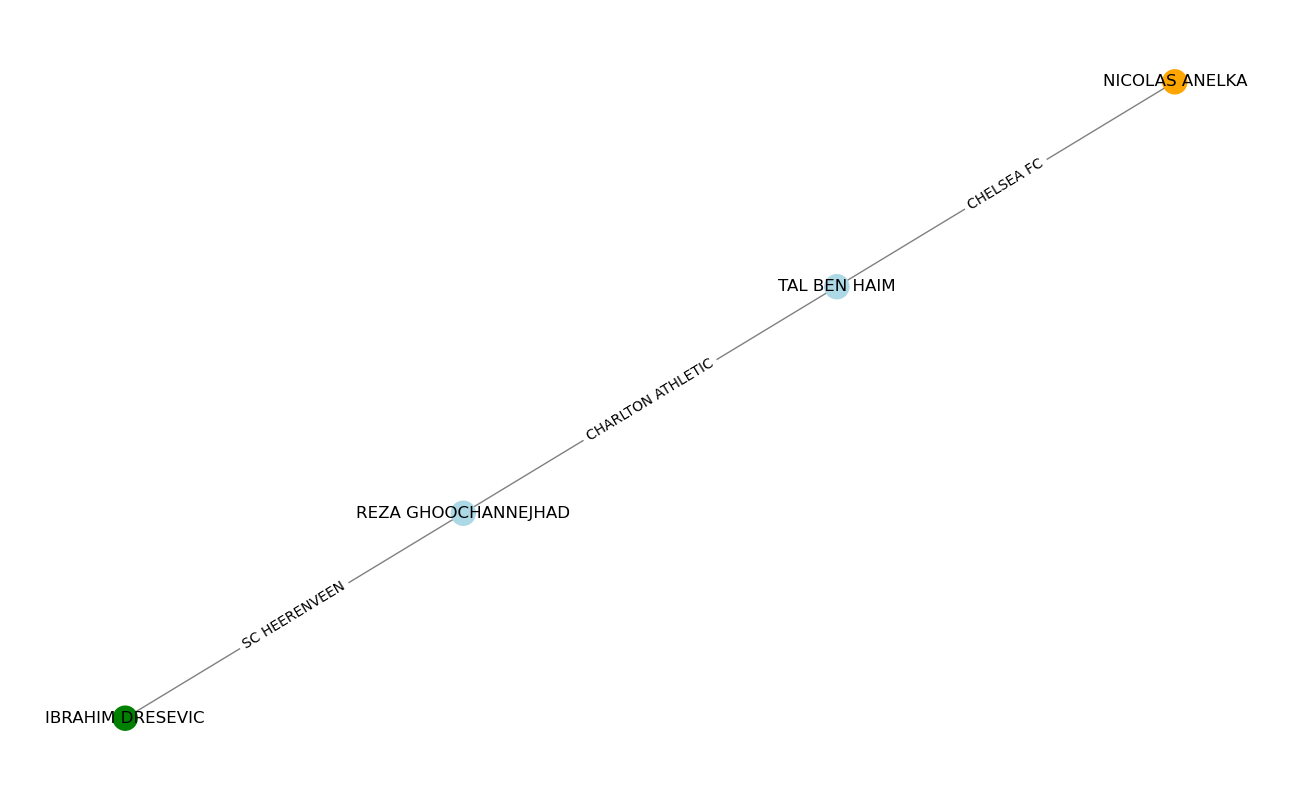 NICOLAS ANELKA
CHELSEA FC
TAL BEN HAIM
CHARLTON ATHLETIC
REZA GHOOCHANNEJHAD
SC HEERENVEEN
IBRAHIM DRESEVIC